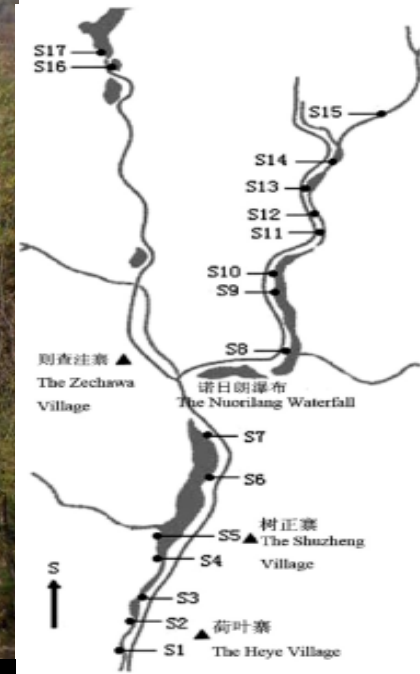 S17
S16
S15
S14
S13
S12
S11
S10
S9
S8
则查洼寨
The Zechawa
Village
诺日朗瀑布
The Nuorilang Waterfall
S7
S6
树正寨
S5
The Shuzheng
S4
Village
S
S3
荷叶寨
S2
S1
The Heye Village